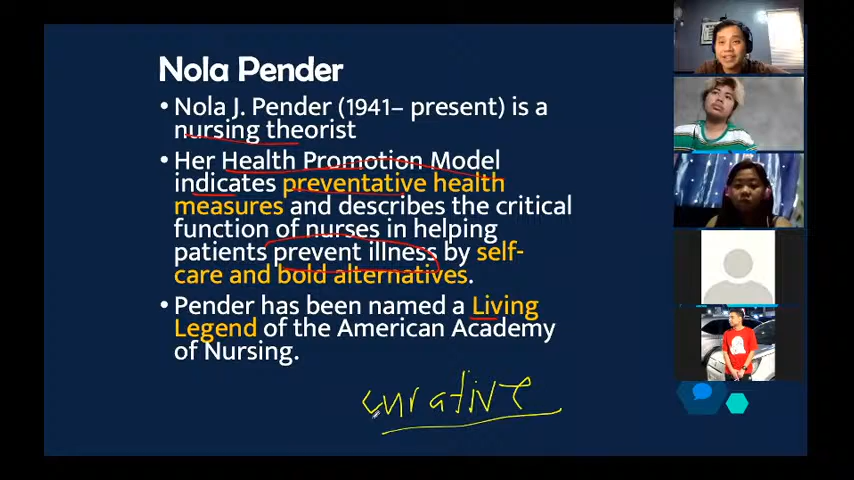 Nola Pender
• Nola J. Pender (1941– present) is a
nursing theorist
• Her Health Promotion Model
indicates preventative health
measures and describes the critical
function of nurses in helping
patients prevent illness by self-
care and bold alternatives.
• Pender has been named a Living
Legend of the American Academy
of Nursing.
curative